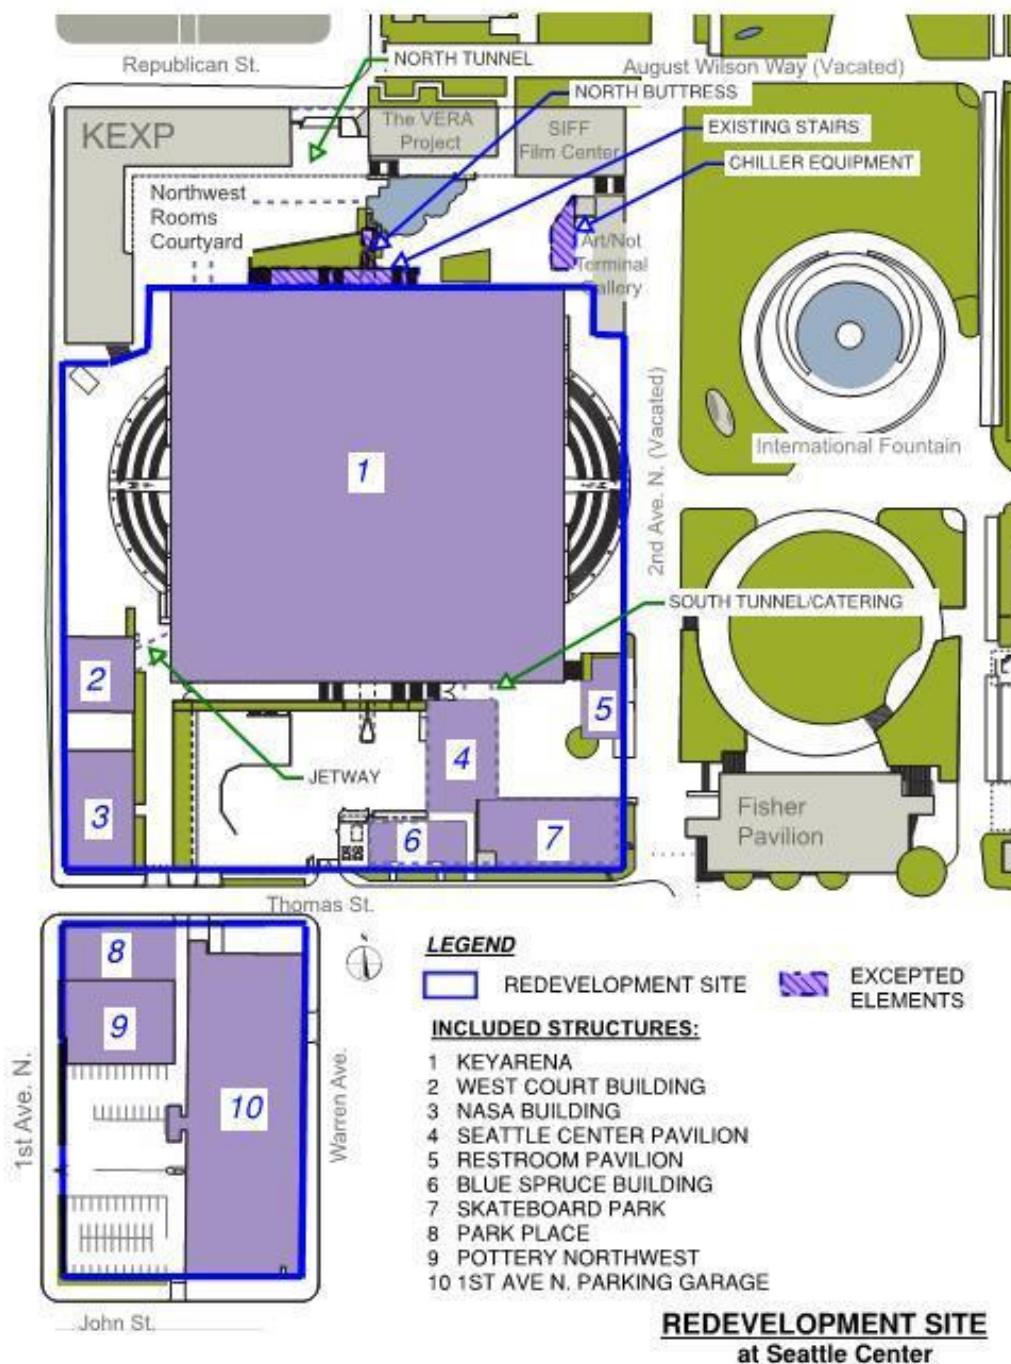 Republican St.
NORTH TUNNEL
August Wilson Way (Vacated)
NORTH BUTTRESS
KEXP
The VERA
Project
SIFF
Film Center
EXISTING STAIRS
CHILLER EQUIPMENT
Northwest
Rooms
Courtyard
Art/Not
Terminal
Gallery
1
2nd Ave. N. (Vacated)
International Fountain
SOUTH TUNNEL/CATERING
2
5
4
JETWAY
3
6
7
Fisher
Pavilion
Thomas St.
8
9
10
1st Ave. N.
Warren Ave.
John St.
LEGEND
REDEVELOPMENT SITE
EXCEPTED
ELEMENTS
INCLUDED STRUCTURES:
1 KEYARENA
2 WEST COURT BUILDING
3 NASA BUILDING
4 SEATTLE CENTER PAVILION
5 RESTROOM PAVILION
6 BLUE SPRUCE BUILDING
7 SKATEBOARD PARK
8 PARK PLACE
9 POTTERY NORTHWEST
10 1ST AVE N. PARKING GARAGE
REDEVELOPMENT SITE
at Seattle Center